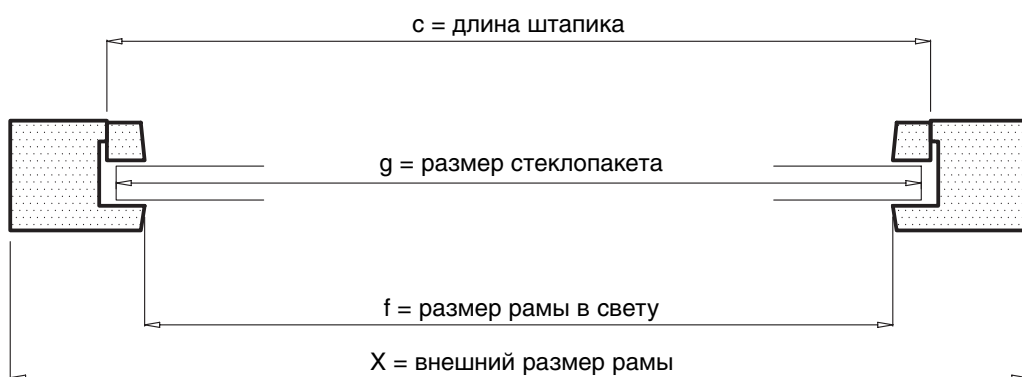 c = длина штапика
g = размер стеклопакета
f = размер рамы в свету
X = внешний размер рамы